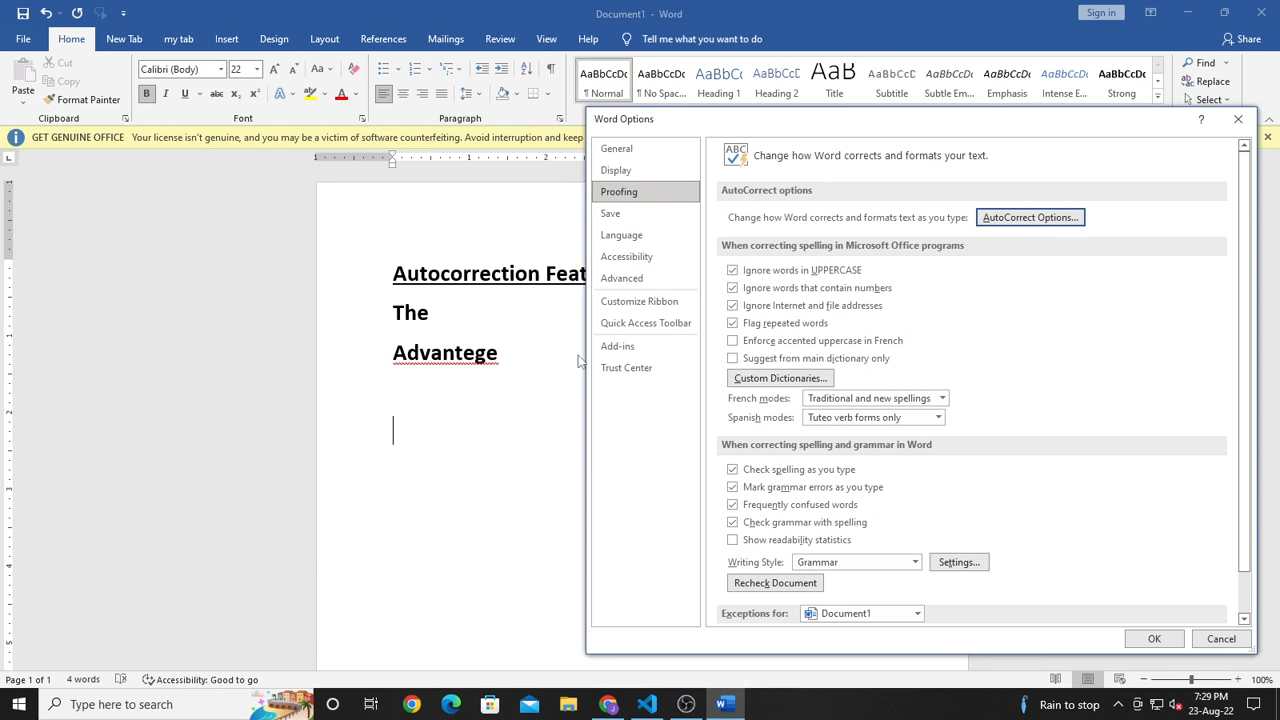 Document1 - Word
Sign in
File Home New Tab my tab Insert Design Layout References Mailings Review View Help Tell me what you want to do Share
Paste
Cut
Copy
Format Painter
Clipboard
Calibri (Body) 22
Font
Paragraph
AaBbCcDc AaBbCcDc AaBbCc AaBbCcD AaB AaBbCcD AaBbCcDc AaBbCcDc AaBbCcDc AaBbCcDc
¶ Normal ¶ No Spac... Heading 1 Heading 2 Title Subtitle Subtle Em... Emphasis Intense E... Strong
Find
Replace
Select
GET GENUINE OFFICE Your license isn't genuine, and you may be a victim of software counterfeiting. Avoid interruption and keep
Autocorrection Feat
The
Advantege
Word Options
General
Display
Proofing
Save
Language
Accessibility
Advanced
Customize Ribbon
Quick Access Toolbar
Add-ins
Trust Center
Change how Word corrects and formats your text.
AutoCorrect options
Change how Word corrects and formats text as you type: AutoCorrect Options...
When correcting spelling in Microsoft Office programs
Ignore words in UPPERCASE
Ignore words that contain numbers
Ignore Internet and file addresses
Flag repeated words
Enforce accented uppercase in French
Suggest from main dictionary only
Custom Dictionaries...
French modes: Traditional and new spellings
Spanish modes: Tuteo verb forms only
When correcting spelling and grammar in Word
Check spelling as you type
Mark grammar errors as you type
Frequently confused words
Check grammar with spelling
Show readability statistics
Writing Style: Grammar Settings...
Recheck Document
Exceptions for: Document1
OK Cancel
Page 1 of 1 4 words Accessibility: Good to go 100%
Type here to search
Rain to stop
7:29 PM
23-Aug-22